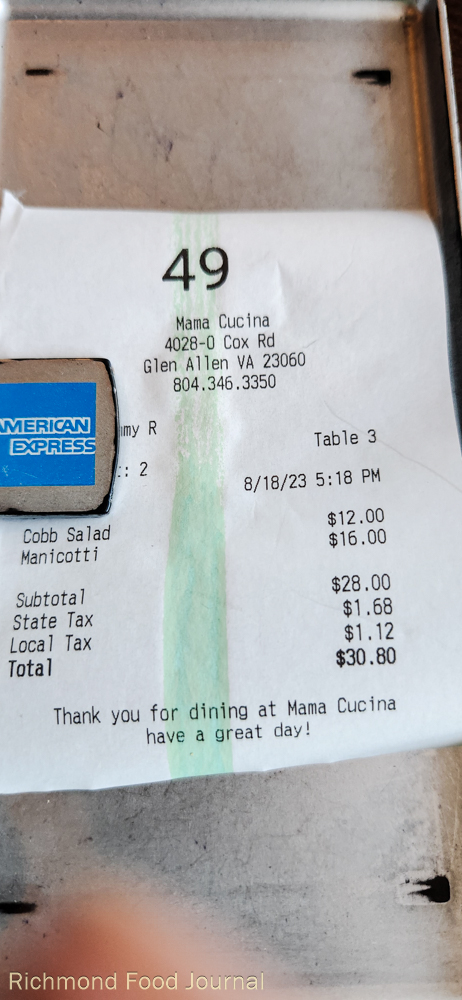 49
Mama Cucina
4028-O Cox Rd
Glen Allen VA 23060
804.346.3350
AMERICAN
EXPRESS
R
Table 3
: 2
8/18/23 5:18 PM
Cobb Salad $12.00
Manicotti $16.00
Subtotal $28.00
State Tax $1.68
Local Tax $1.12
Total $30.80
Thank you for dining at Mama Cucina
have a great day!
Richmond Food Journal